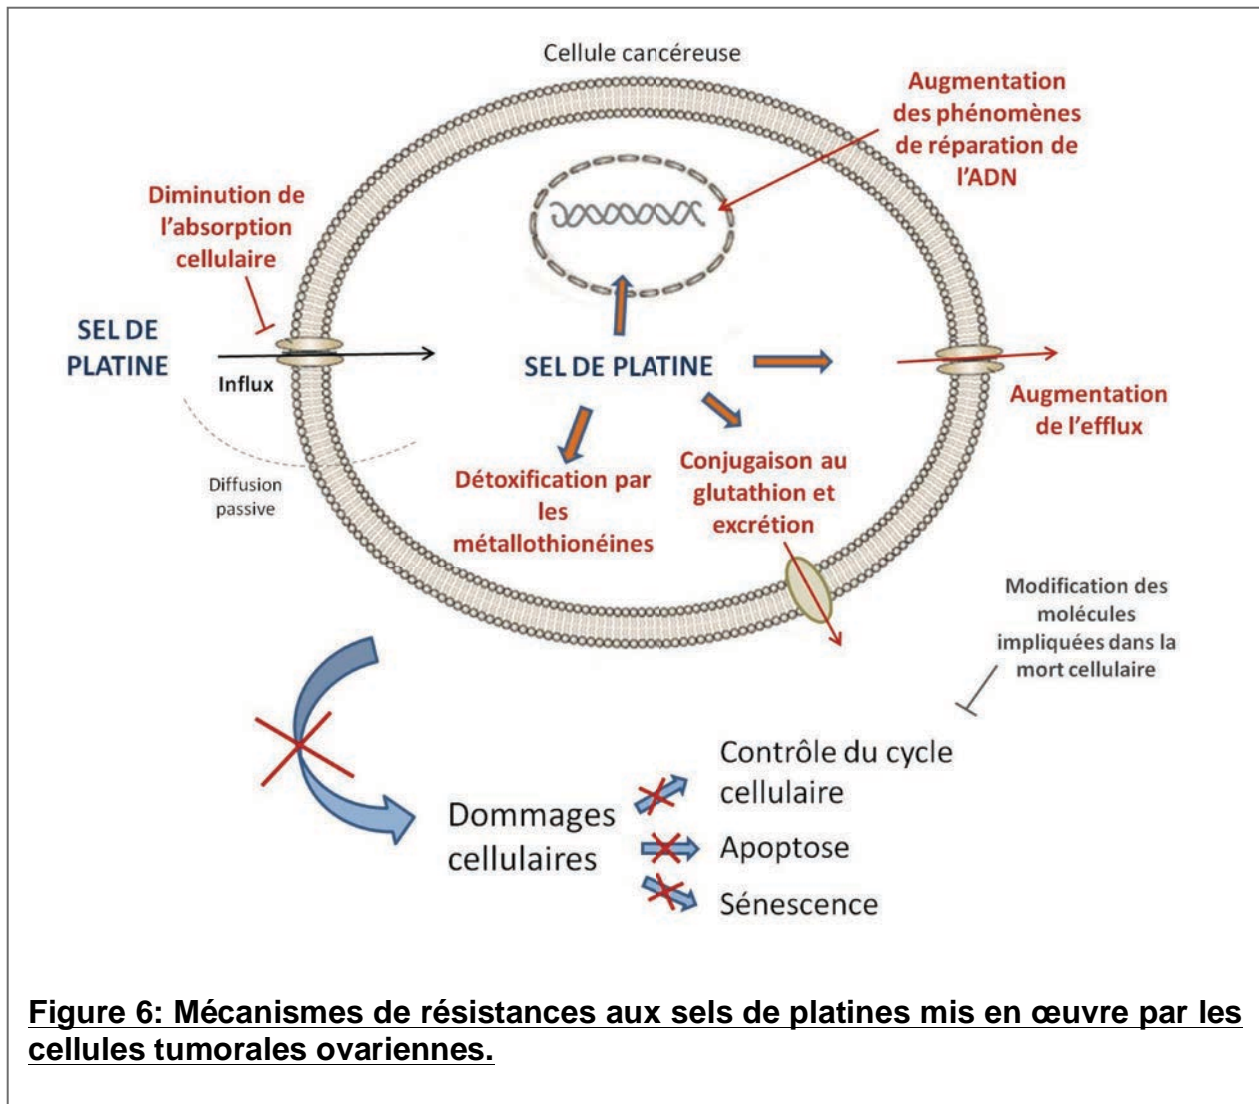 Cellule cancéreuse
Augmentation
des phénomènes
de réparation de
l'ADN
Diminution de
l'absorption
cellulaire
SEL DE
PLATINE
Influx
SEL DE PLATINE
Augmentation
de l'efflux
Diffusion
passive
Détoxification par
les
métallothionéines
Conjugaison au
glutathion et
excrétion
Modification des
molécules
impliquées dans la
mort cellulaire
Dommages
cellulaires
Contrôle du cycle
cellulaire
Apoptose
Sénescence
Figure 6: Mécanismes de résistances aux sels de platines mis en œuvre par les
cellules tumorales ovariennes.